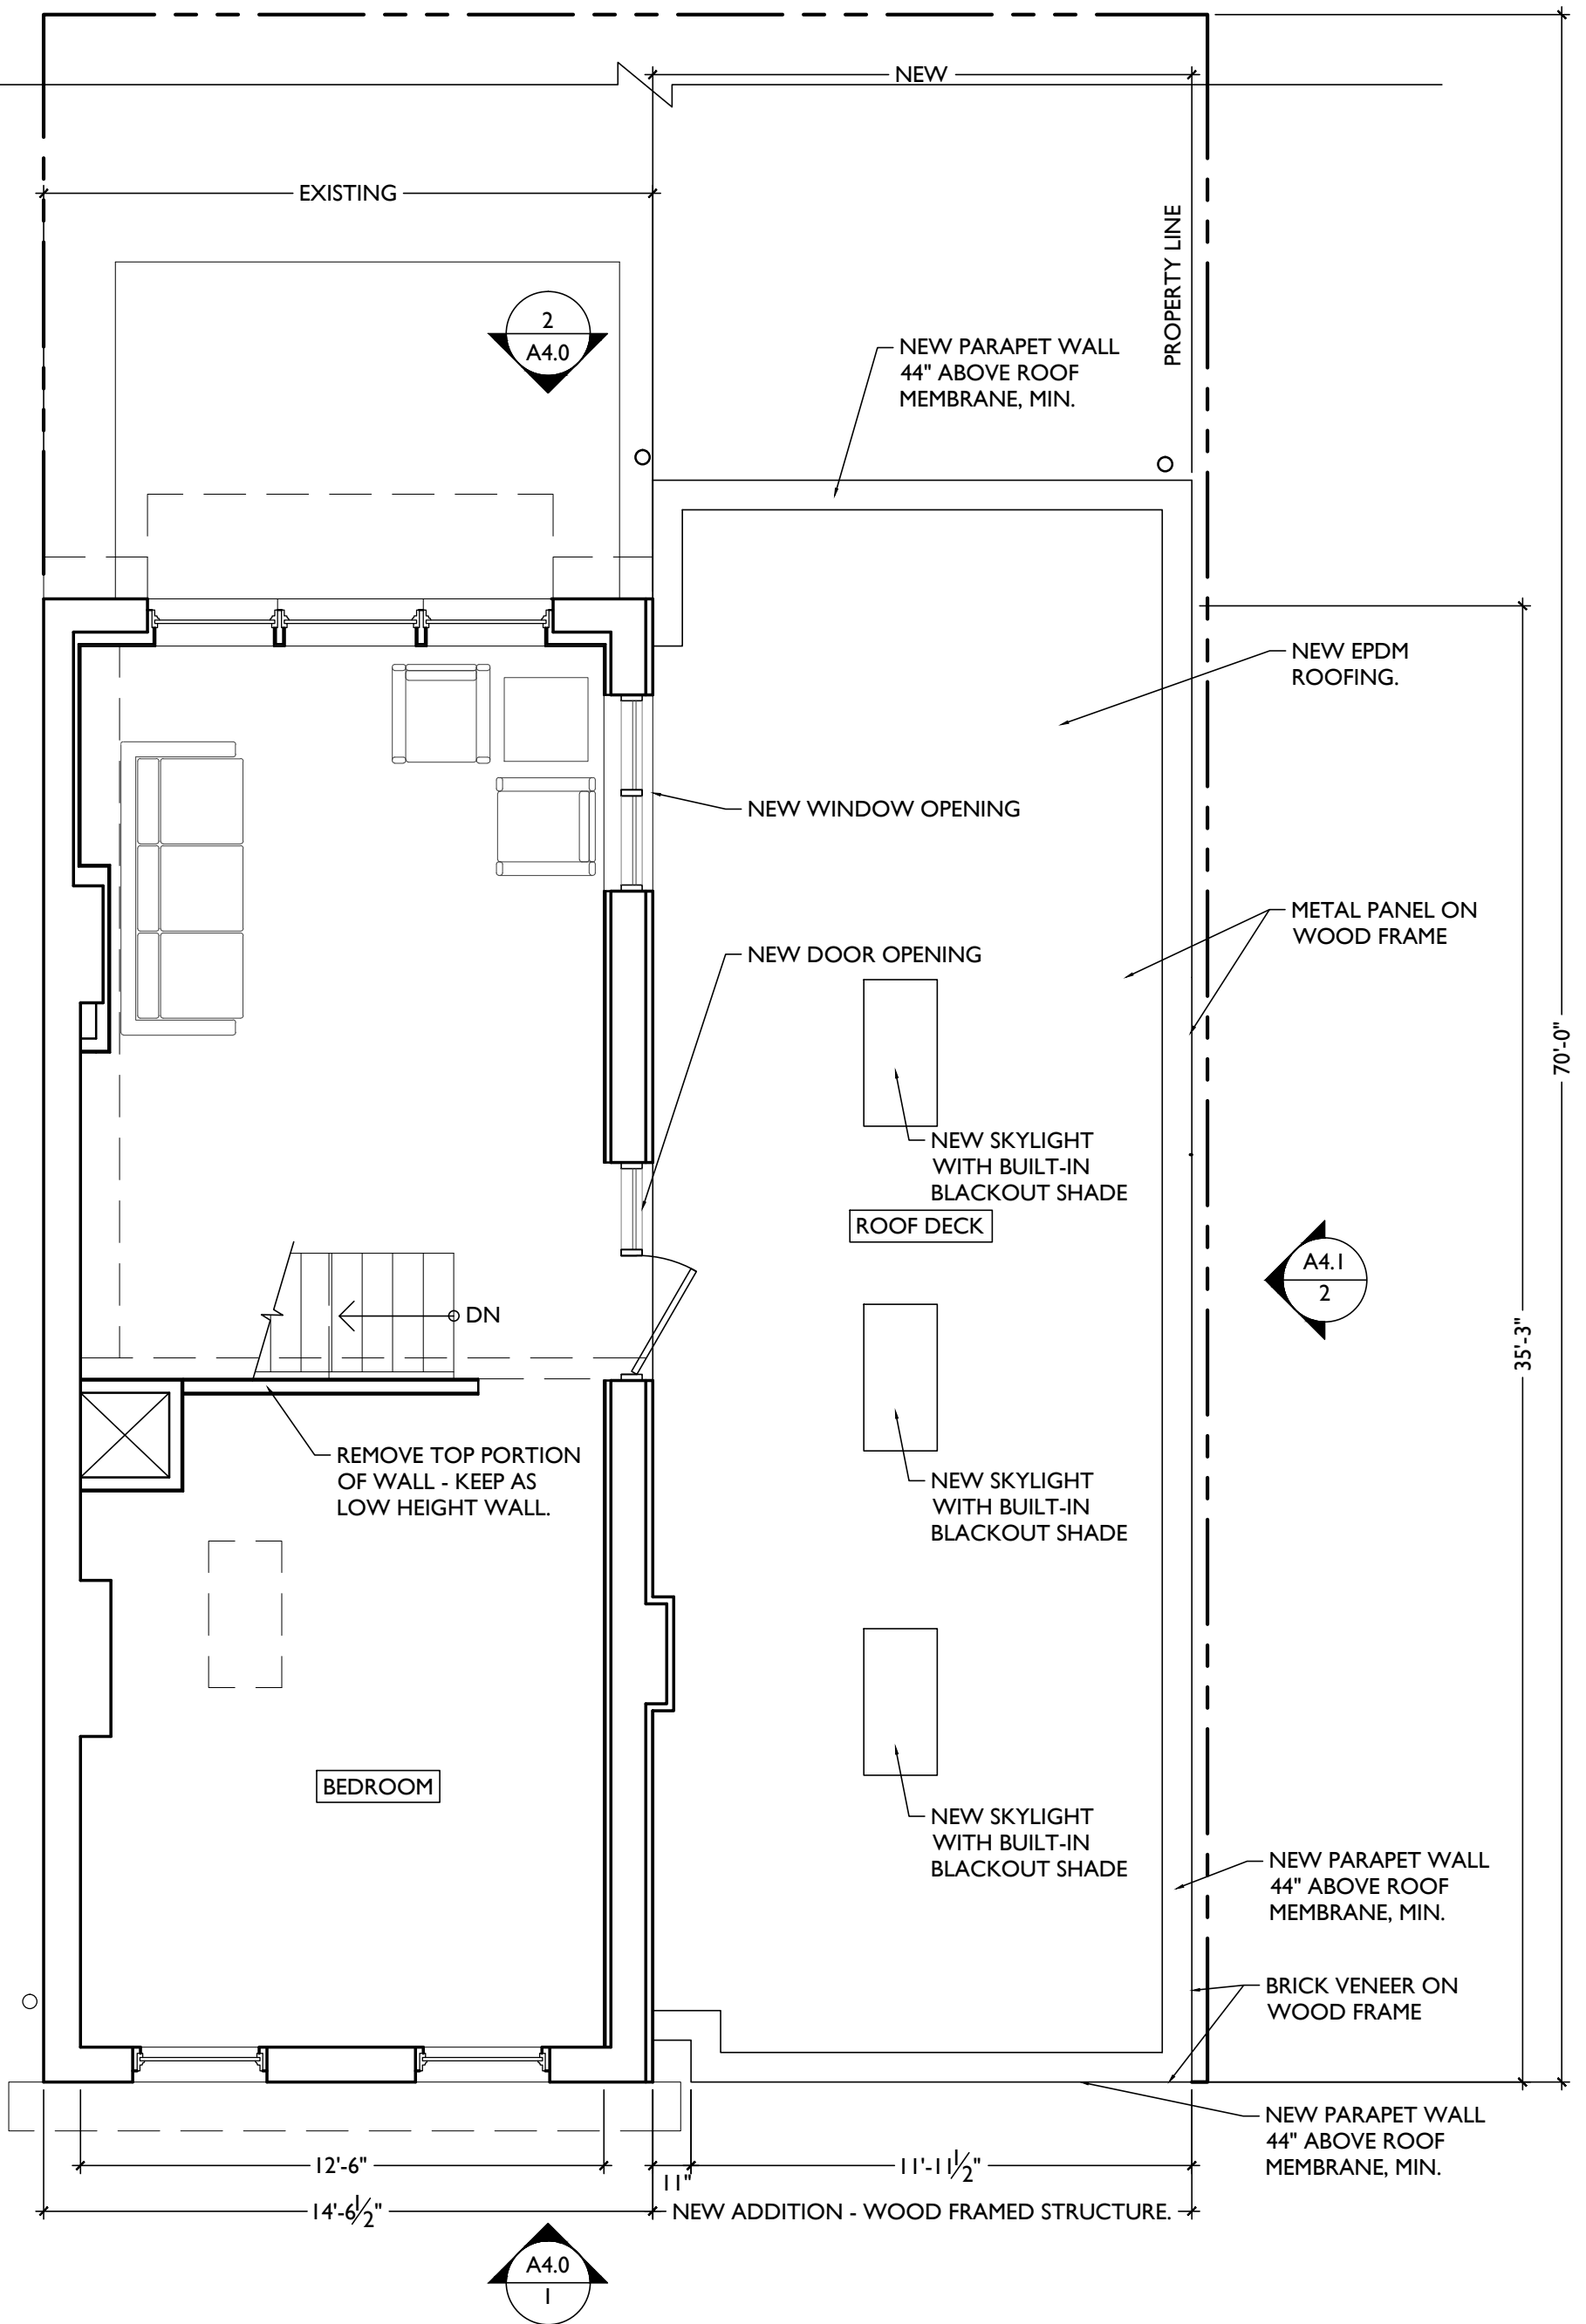 NEW
EXISTING
PROPERTY LINE
2
A4.0
NEW PARAPET WALL
44" ABOVE ROOF
MEMBRANE, MIN.
NEW EPDM
ROOFING.
NEW WINDOW OPENING
METAL PANEL ON
WOOD FRAME
NEW DOOR OPENING
70'-0"
NEW SKYLIGHT
WITH BUILT-IN
BLACKOUT SHADE
ROOF DECK
A4.1
2
DN
35'-3"
REMOVE TOP PORTION
OF WALL - KEEP AS
LOW HEIGHT WALL.
NEW SKYLIGHT
WITH BUILT-IN
BLACKOUT SHADE
BEDROOM
NEW SKYLIGHT
WITH BUILT-IN
BLACKOUT SHADE
NEW PARAPET WALL
44" ABOVE ROOF
MEMBRANE, MIN.
BRICK VENEER ON
WOOD FRAME
NEW PARAPET WALL
44" ABOVE ROOF
MEMBRANE, MIN.
12'-6"
11"
11'-11 1/2"
14'-6 1/2"
NEW ADDITION - WOOD FRAMED STRUCTURE.
A4.0
1